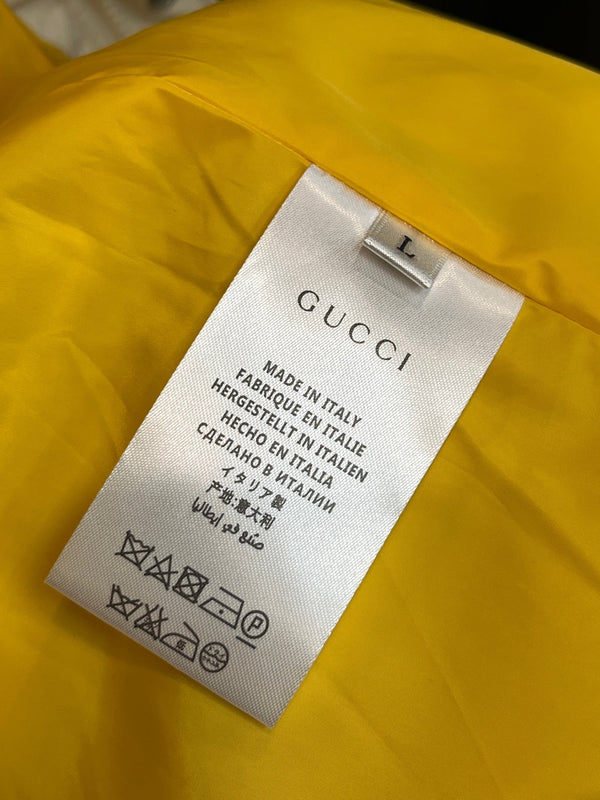 L
GUCCI
MADE IN ITALY
FABRIQUE EN ITALIE
HERGESTELLT IN ITALIEN
HECHO EN ITALIA
СДЕЛАНО В ИТАЛИИ
イタリア製
产地:意大利
صنع في إيطاليا
P